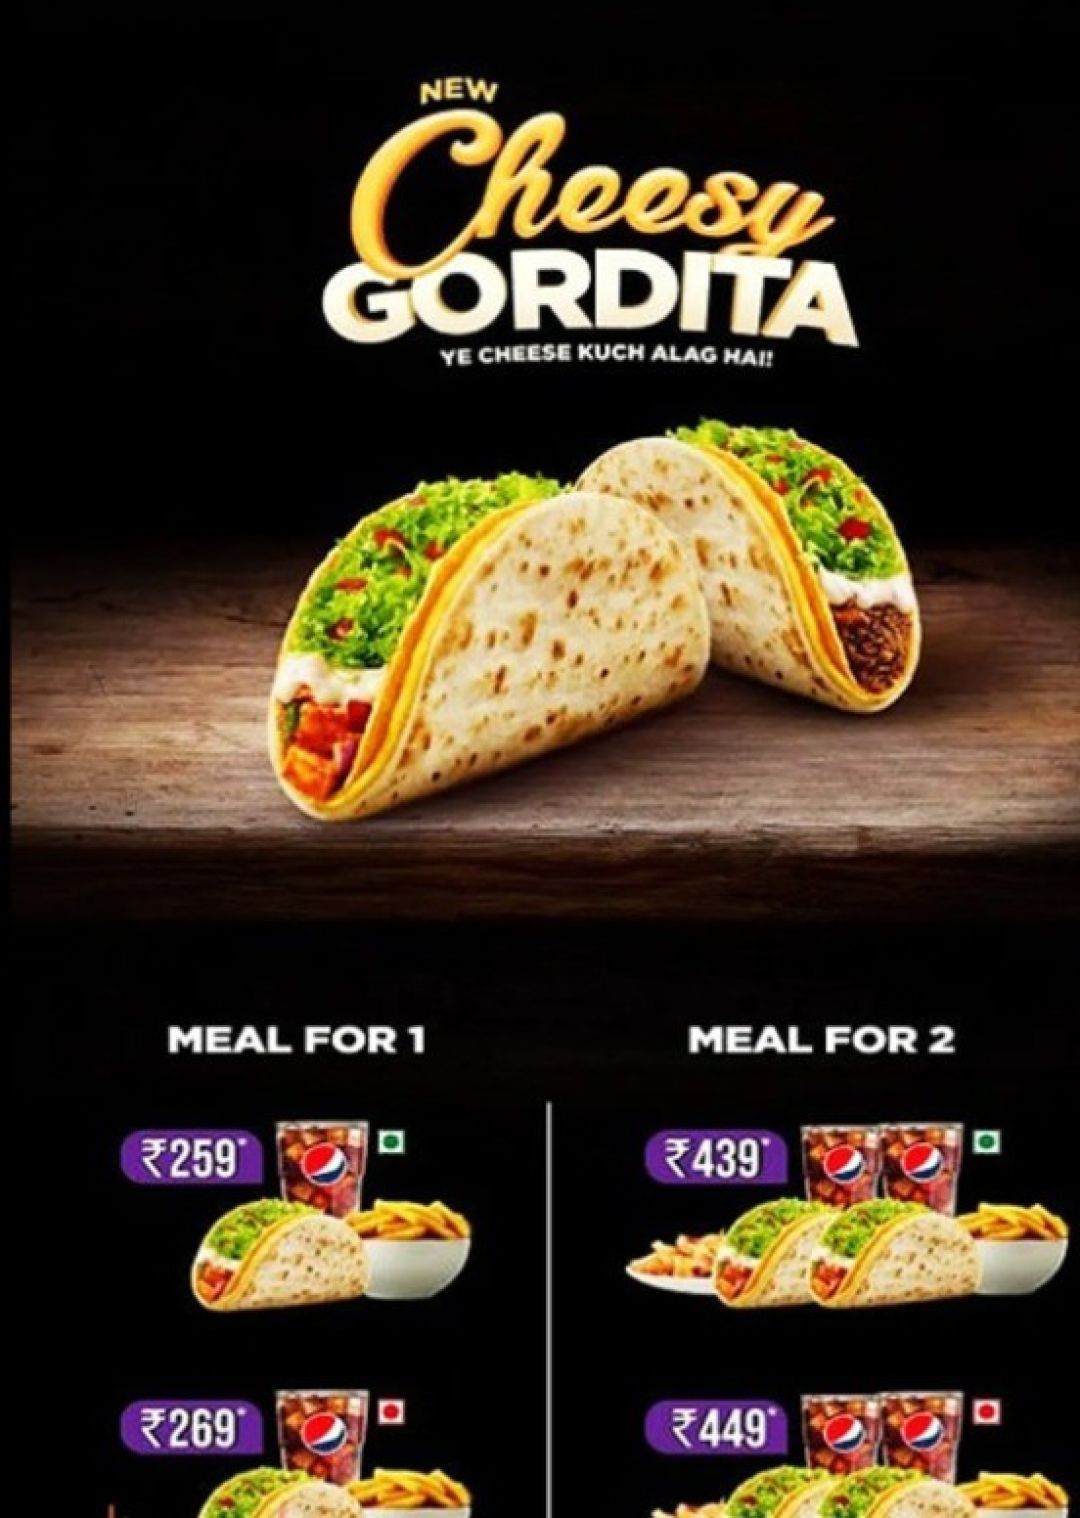 NEW
Cheesy
GORDITA
YE CHEESE KUCH ALAG HAI!
MEAL FOR 1
MEAL FOR 2
₹259*
₹439*
₹269*
₹449*